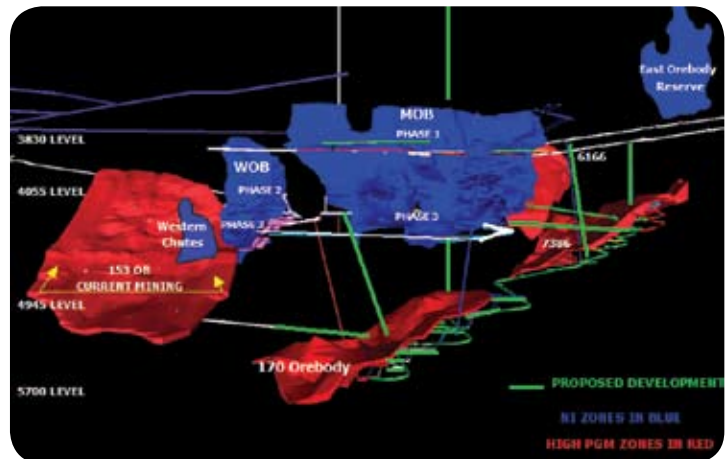 East Orebody
Reserve
MOB
PHASE 1
3830 LEVEL
6166
WOB
4055 LEVEL
PHASE 2
PHASE 3
PHASE 3
Western
Chutes
7386
153 OB
CURRENT MINING
4945 LEVEL
170 Orebody
5700 LEVEL
PROPOSED DEVELOPMENT
NI ZONES IN BLUE
HIGH PGM ZONES IN RED